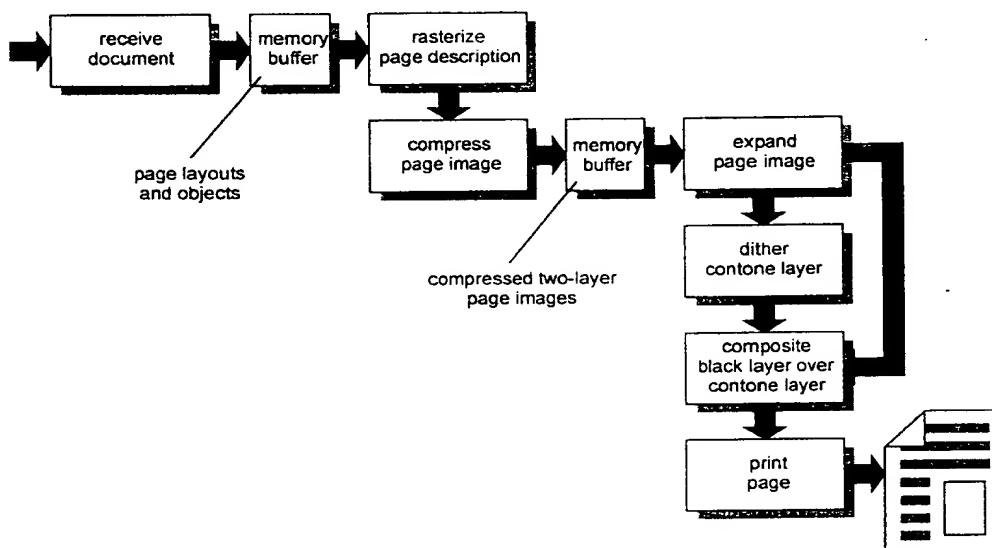 receive
document
memory
buffer
rasterize
page description
compress
page image
memory
buffer
expand
page image
page layouts
and objects
dither
contone layer
compressed two-layer
page images
composite
black layer over
contone layer
print
page